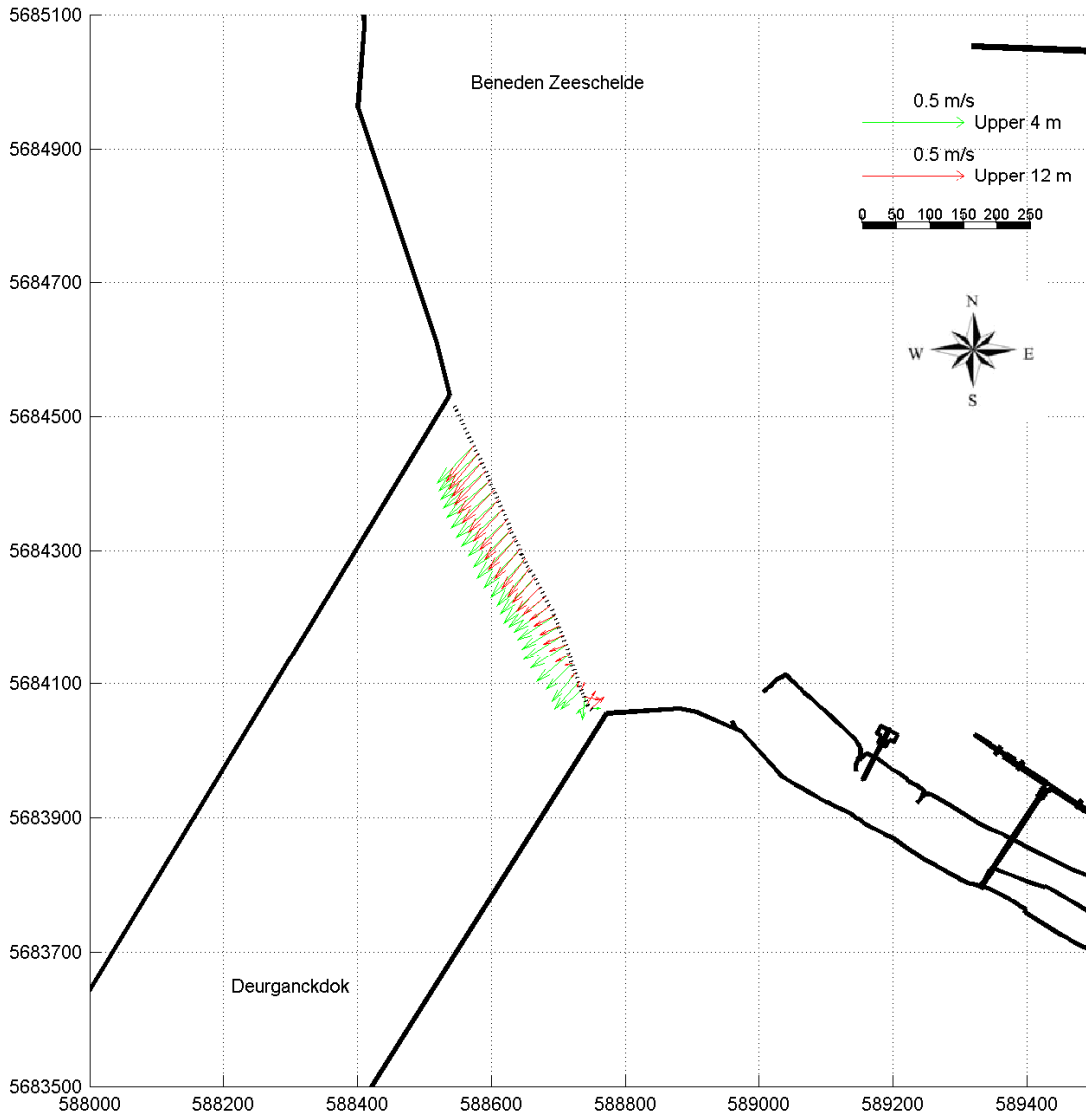 5685100
Beneden Zeeschelde
0.5 m/s
Upper 4 m
5684900
0.5 m/s
Upper 12 m
0 50 100 150 200 250
5684700
N
W E
S
5684500
5684300
5684100
5683900
5683700
Deurganckdok
5683500
588000 588200 588400 588600 588800 589000 589200 589400